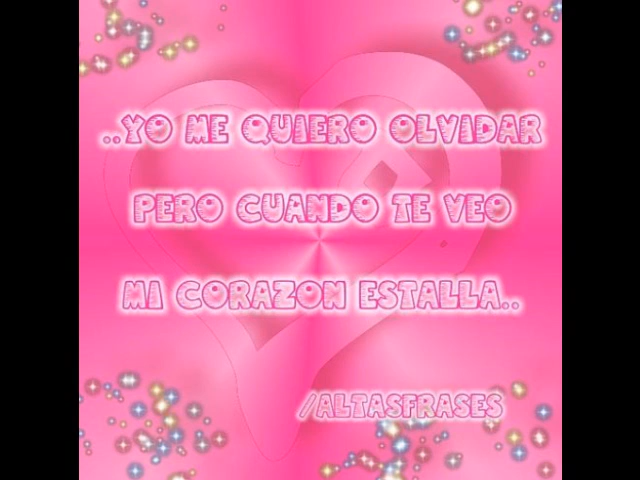 ..YO ME QUIERO OLVIDAR
PERO CUANDO TE VEO
MI CORAZON ESTALLA..
/ALTASFRASES